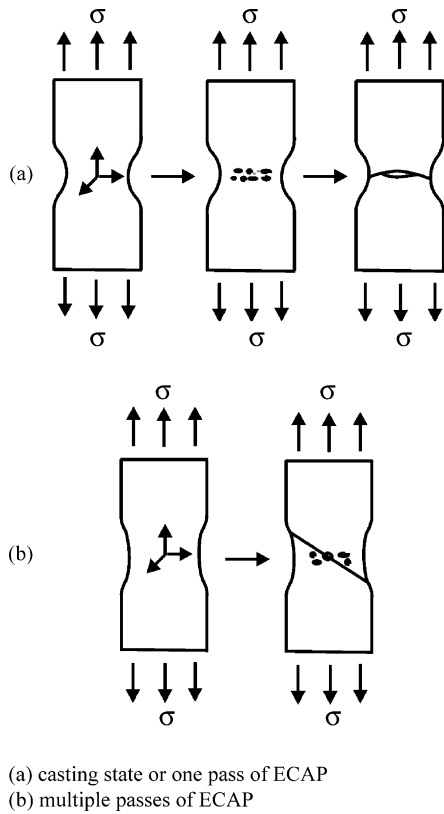 σ σ σ
(a)
σ σ σ
σ σ
(b)
σ σ
(a) casting state or one pass of ECAP
(b) multiple passes of ECAP